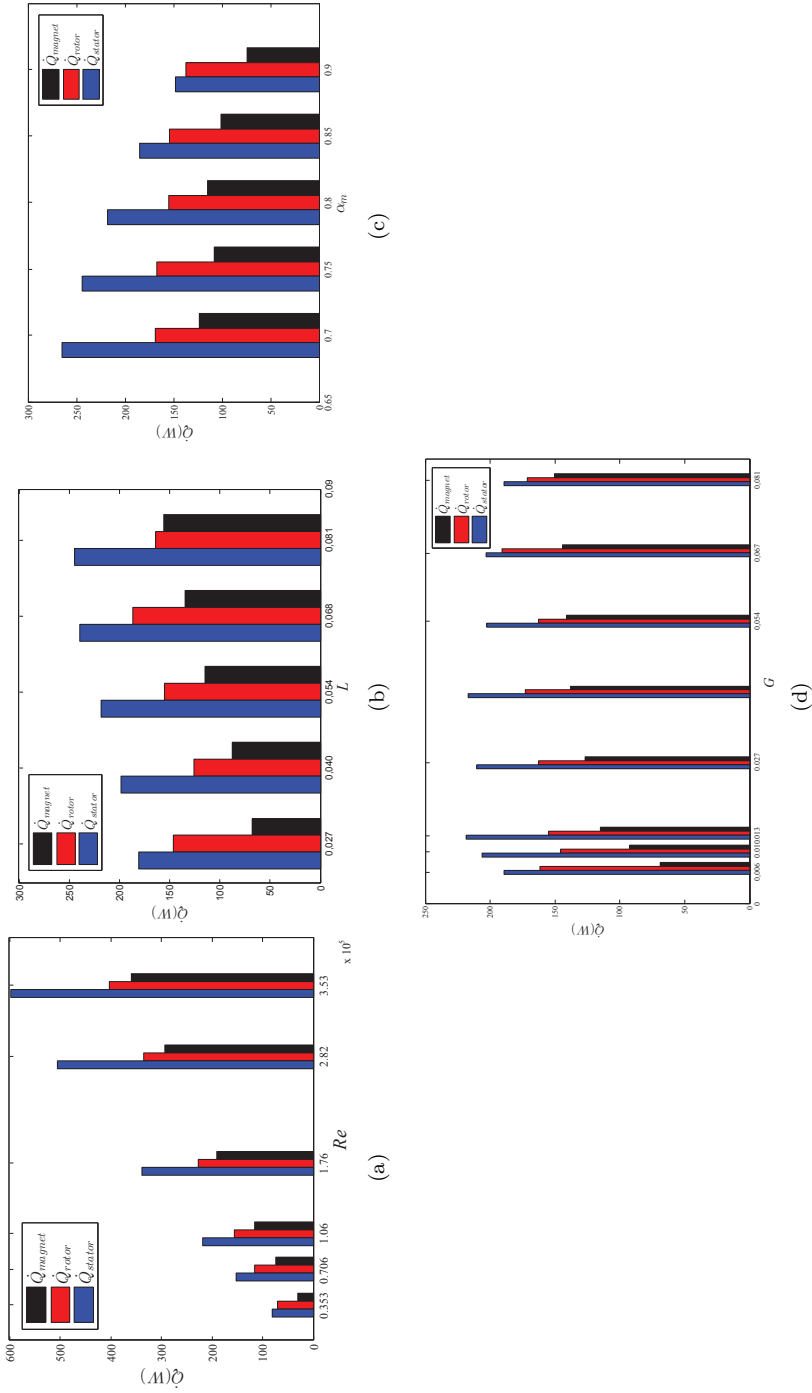 Q̇magnet
Q̇rotor
Q̇stator
Q̇(W)
600
500
400
300
200
100
0
0.353
0.706
1.06
1.76
2.82
3.53
x 10⁵
Re
(a)
Q̇magnet
Q̇rotor
Q̇stator
Q̇(W)
300
250
200
150
100
50
0
0.027
0.040
0.054
0.068
0.081
0.09
L
(b)
Q̇magnet
Q̇rotor
Q̇stator
Q̇(W)
300
250
200
150
100
50
0
0.65
0.7
0.75
0.8
0.85
0.9
αm
(c)
Q̇magnet
Q̇rotor
Q̇stator
Q̇(W)
250
200
150
100
50
0
0
0.006
0.010
0.013
0.027
0.054
0.067
0.081
G
(d)